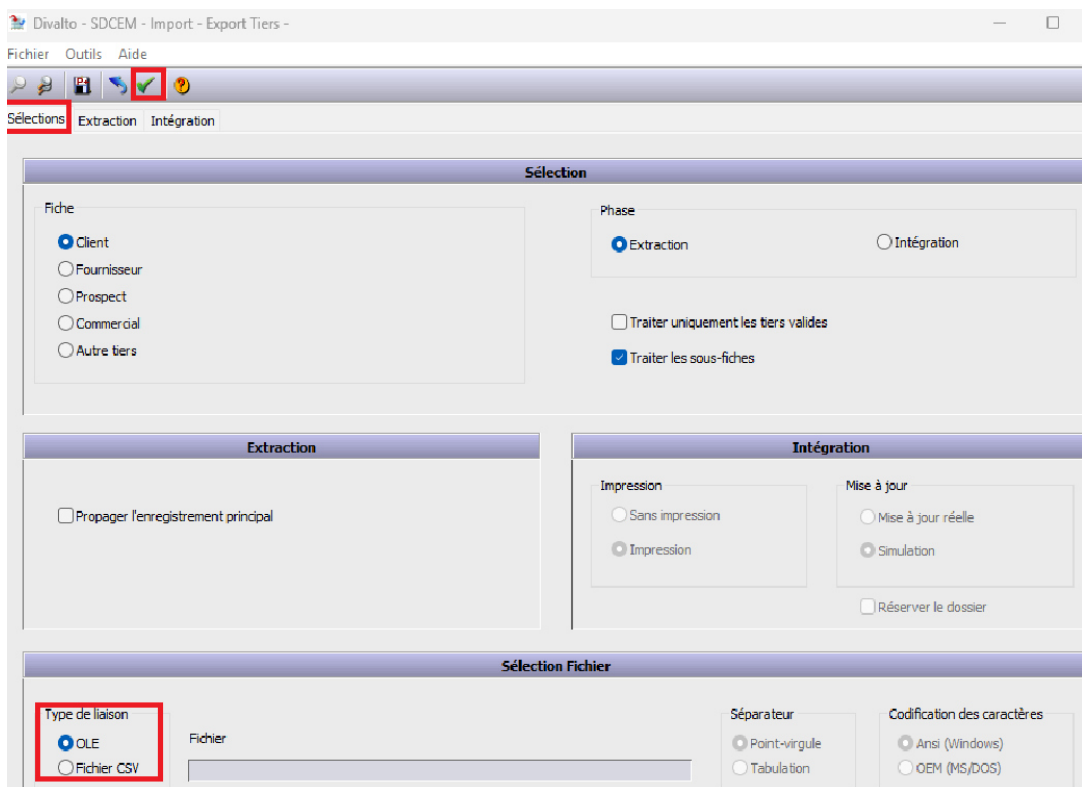 Divalto - SDCEM - Import - Export Tiers -
Fichier Outils Aide
Sélections Extraction Intégration
Sélection
Fiche
Client
Fournisseur
Prospect
Commercial
Autre tiers
Phase
Extraction Intégration
Traiter uniquement les tiers valides
Traiter les sous-fiches
Extraction
Propager l'enregistrement principal
Intégration
Impression
Sans impression
Impression
Mise à jour
Mise à jour réelle
Simulation
Réserver le dossier
Sélection Fichier
Type de liaison
OLE
Fichier CSV
Fichier
Séparateur
Point-virgule
Tabulation
Codification des caractères
Ansi (Windows)
OEM (MS/DOS)